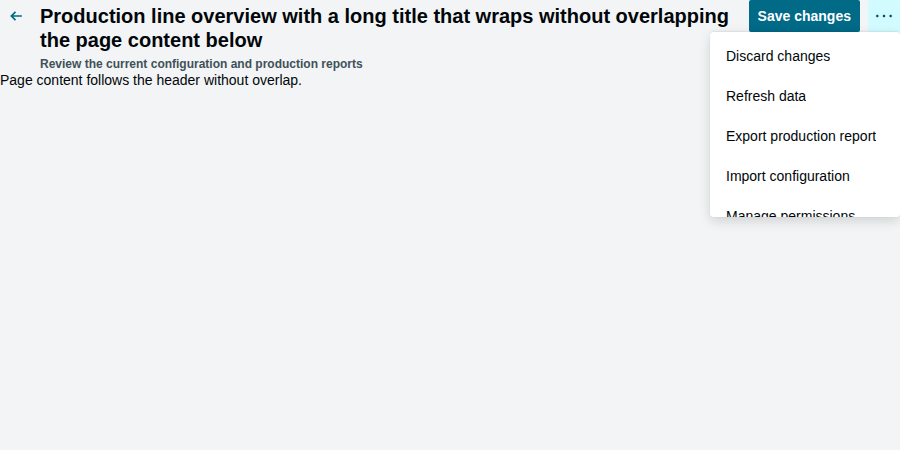 Production line overview with a long title that wraps without overlapping
the page content below
Save changes
Review the current configuration and production reports
Page content follows the header without overlap.
Discard changes
Refresh data
Export production report
Import configuration
Manage permissions